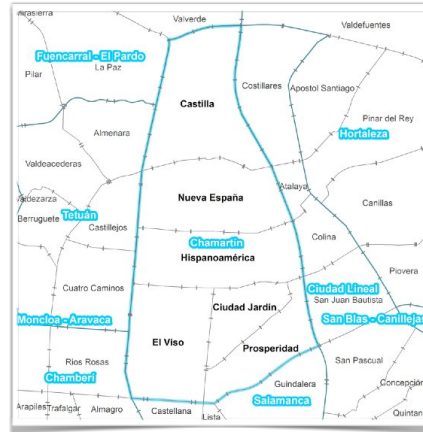 Mirasierra
Valverde
Valdefuentes
Fuencarral - El Pardo
La Paz
Pilar
Costillares
Apostol Santiago
Castilla
Pinar del Rey
Almenara
Hortaleza
Valdeacederas
Atalaya
Valdezarza
Nueva España
Canillas
Berruguete
Tetuán
Castillejos
Chamartín
Colina
Hispanoamérica
Piovera
Cuatro Caminos
Ciudad Lineal
San Juan Bautista
Ciudad Jardín
Moncloa - Aravaca
San Blas - Canillejas
El Viso
Prosperidad
Rios Rosas
San Pascual
Chamberí
Guindalera
Concepción
Salamanca
Arapiles
Trafalgar
Almagro
Castellana
Lista
Quintan